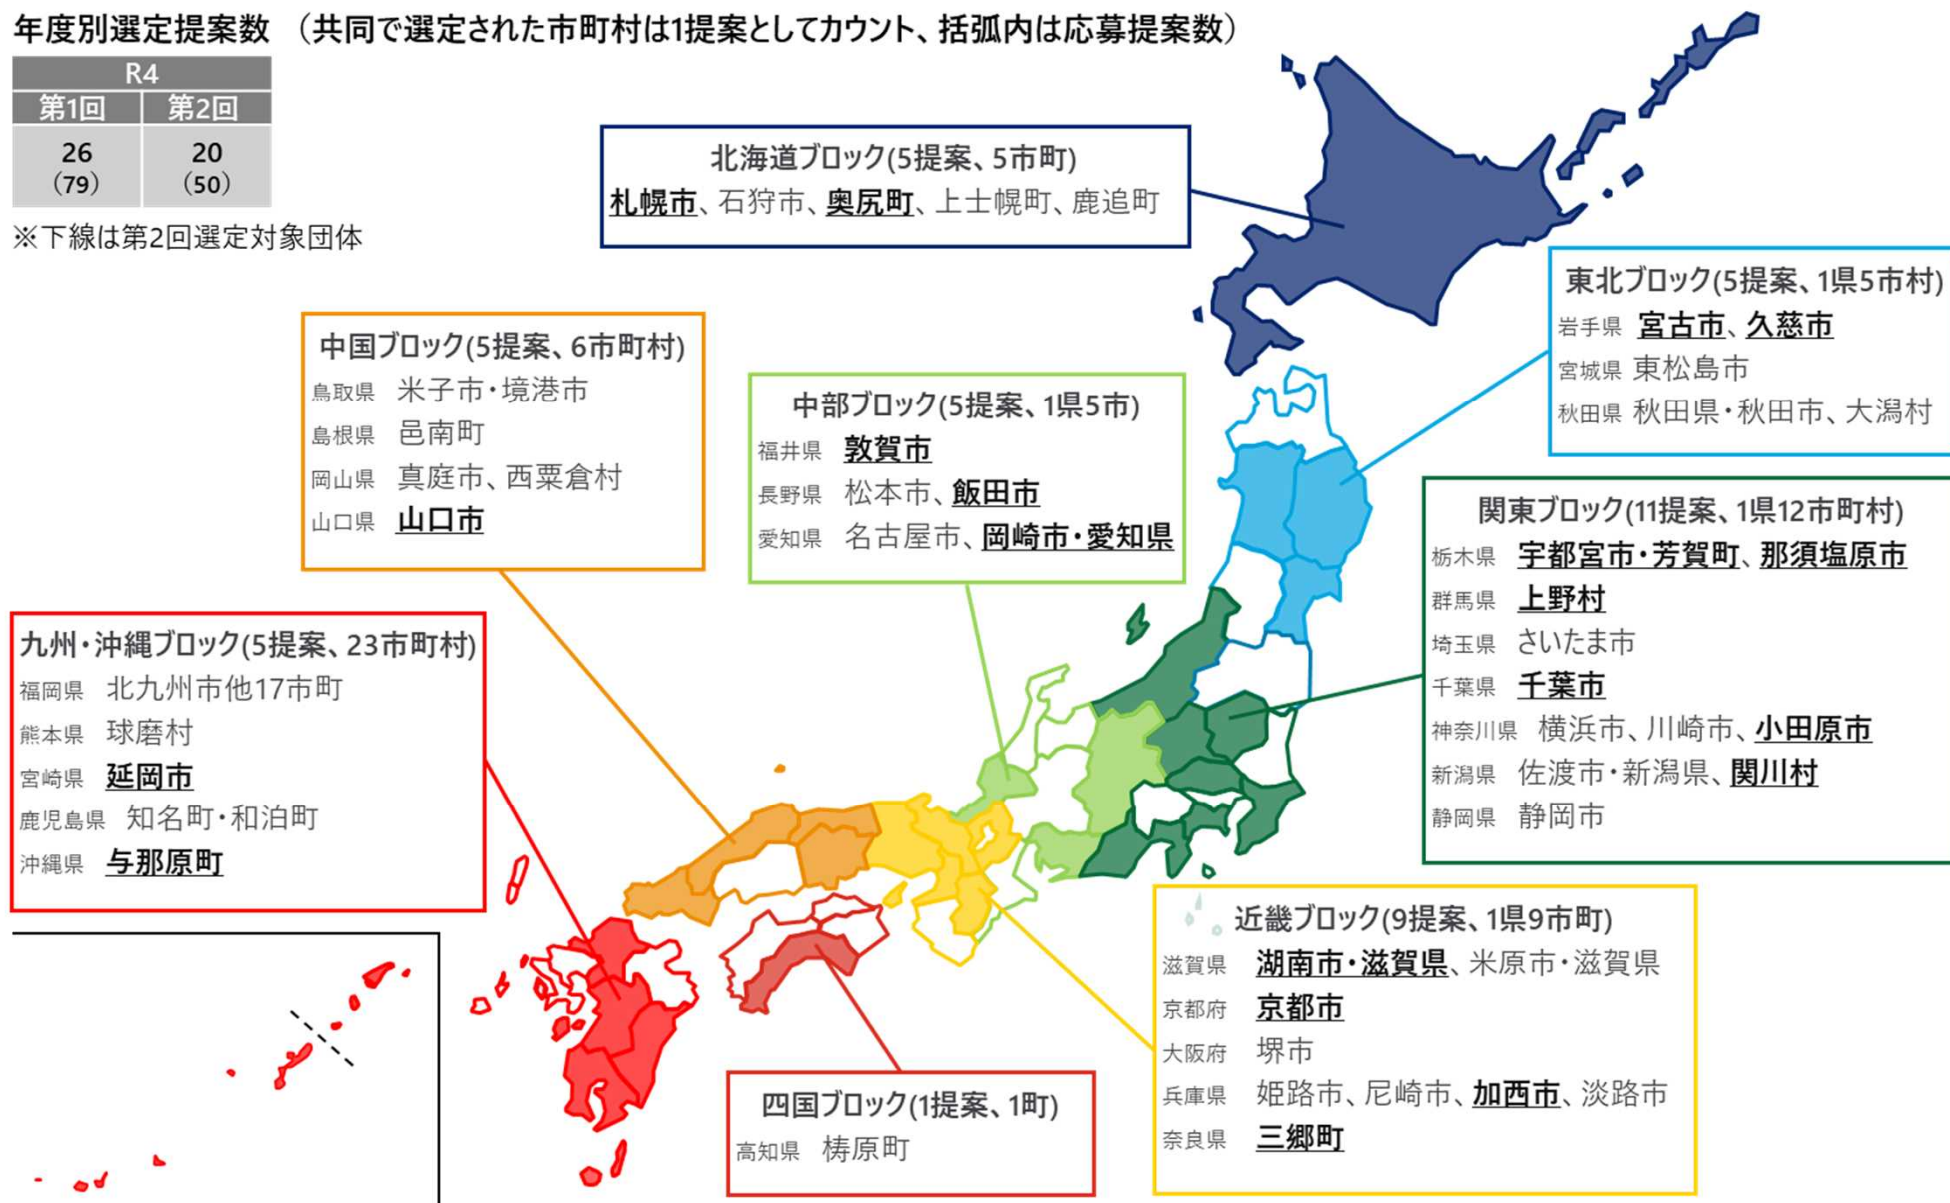 年度別選定提案数 （共同で選定された市町村は1提案としてカウント、括弧内は応募提案数）
R4
第1回 第2回
26 20
（79） （50）
※下線は第2回選定対象団体
北海道ブロック(5提案、5市町)
札幌市、石狩市、奥尻町、上士幌町、鹿追町
東北ブロック(5提案、1県5市村)
岩手県 宮古市、久慈市
宮城県 東松島市
秋田県 秋田県・秋田市、大潟村
中国ブロック(5提案、6市町村)
鳥取県 米子市・境港市
島根県 邑南町
岡山県 真庭市、西粟倉村
山口県 山口市
中部ブロック(5提案、1県5市)
福井県 敦賀市
長野県 松本市、飯田市
愛知県 名古屋市、岡崎市・愛知県
関東ブロック(11提案、1県12市町村)
栃木県 宇都宮市・芳賀町、那須塩原市
群馬県 上野村
埼玉県 さいたま市
千葉県 千葉市
神奈川県 横浜市、川崎市、小田原市
新潟県 佐渡市・新潟県、関川村
静岡県 静岡市
九州・沖縄ブロック(5提案、23市町村)
福岡県 北九州市他17市町
熊本県 球磨村
宮崎県 延岡市
鹿児島県 知名町・和泊町
沖縄県 与那原町
近畿ブロック(9提案、1県9市町)
滋賀県 湖南市・滋賀県、米原市・滋賀県
京都府 京都市
大阪府 堺市
兵庫県 姫路市、尼崎市、加西市、淡路市
奈良県 三郷町
四国ブロック(1提案、1町)
高知県 梼原町